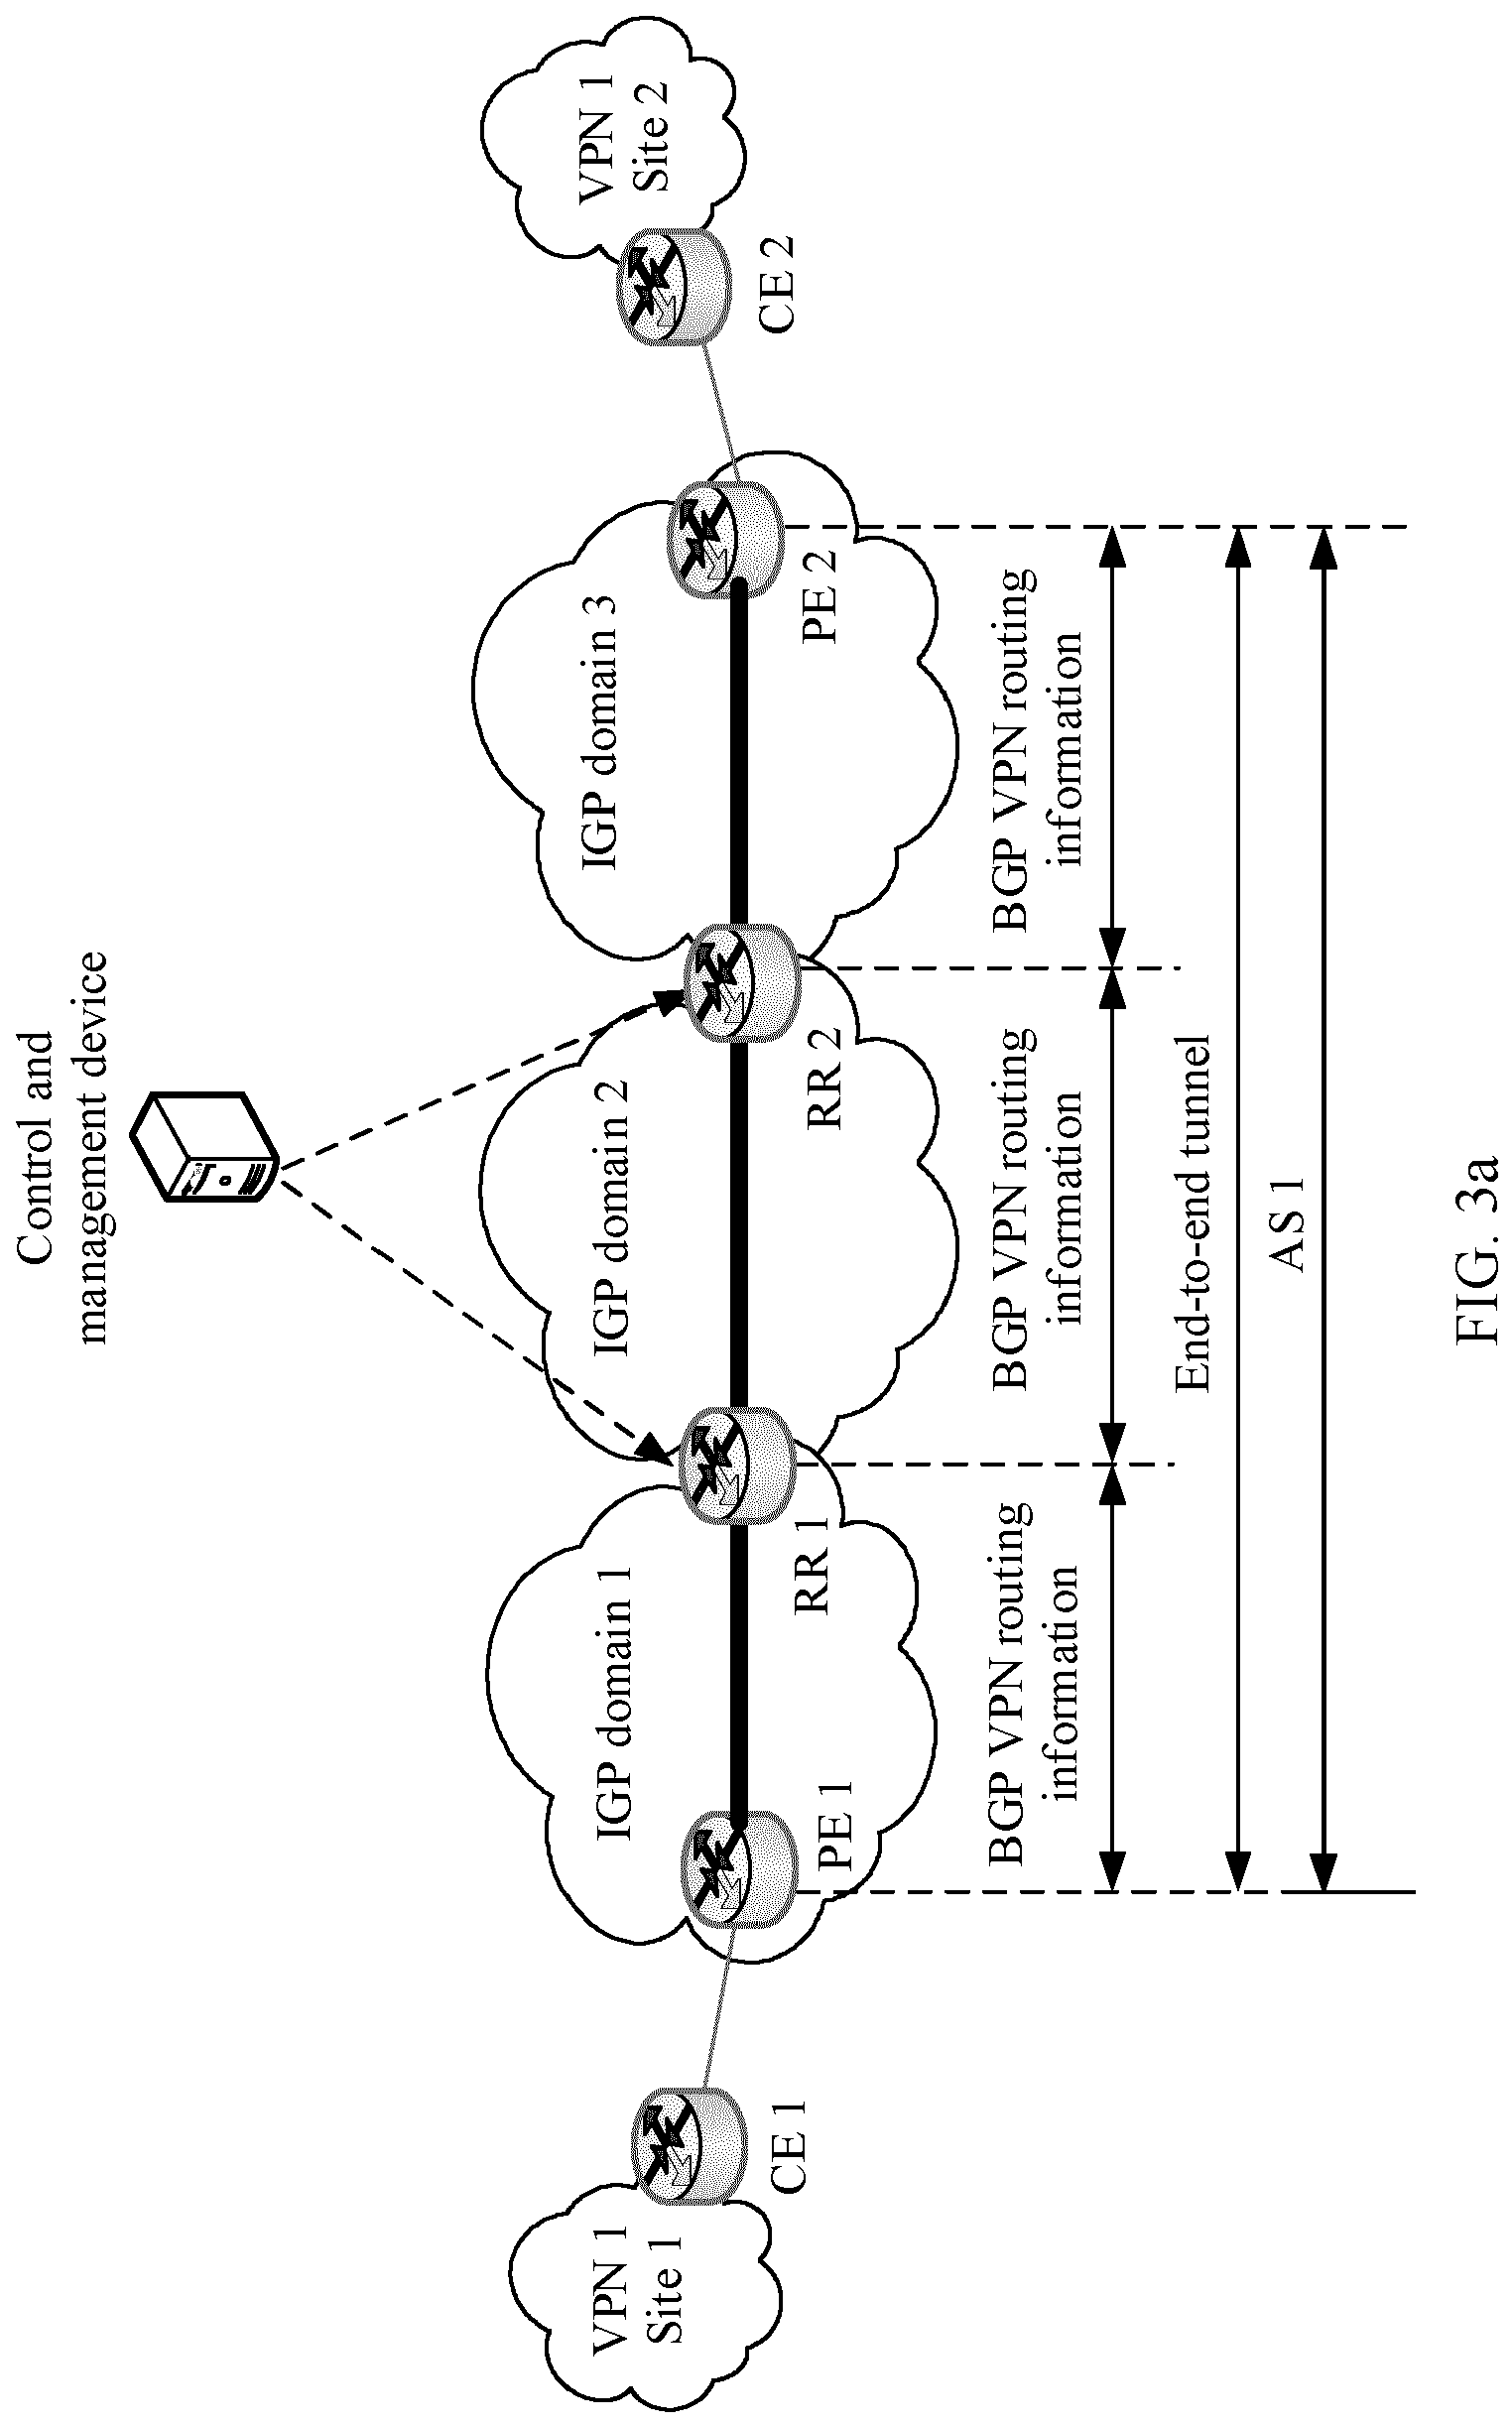 Control and
management device
VPN 1
Site 1
CE 1
IGP domain 1
PE 1
RR 1
IGP domain 2
RR 2
IGP domain 3
PE 2
CE 2
VPN 1
Site 2
BGP VPN routing
information
BGP VPN routing
information
BGP VPN routing
information
End-to-end tunnel
AS 1
FIG. 3a